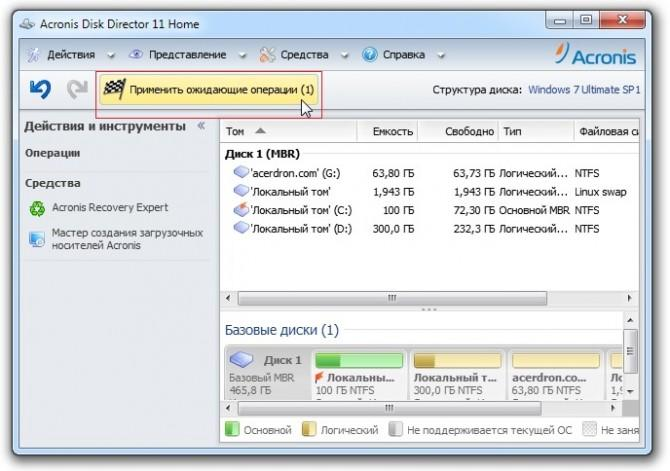 Acronis Disk Director 11 Home
Действия Представление Средства Справка Acronis
Применить ожидающие операции (1) Структура диска: Windows 7 Ultimate SP1
Действия и инструменты «
Операции
Средства
Acronis Recovery Expert
Мастер создания загрузочных
носителей Acronis
Том Емкость Свободно Тип Файловая си
Диск 1 (MBR)
'acerdron.com' (G:) 63,80 ГБ 63,73 ГБ Логический... NTFS
'Локальный том' 1,943 ГБ 1,943 ГБ Логический... Linux swap
'Локальный том' (C:) 100 ГБ 72,30 ГБ Основной MBR NTFS
'Локальный том' (D:) 300,0 ГБ 232,3 ГБ Логический... NTFS
Базовые диски (1)
Диск 1 Локальны... Локальный т... acerdron.co... Л
Базовый MBR 100 ГБ NTFS 300,0 ГБ NTFS 63,80 ГБ NTFS 1,9
465,8 ГБ
Основной Логический Не поддерживается текущей ОС Не заня